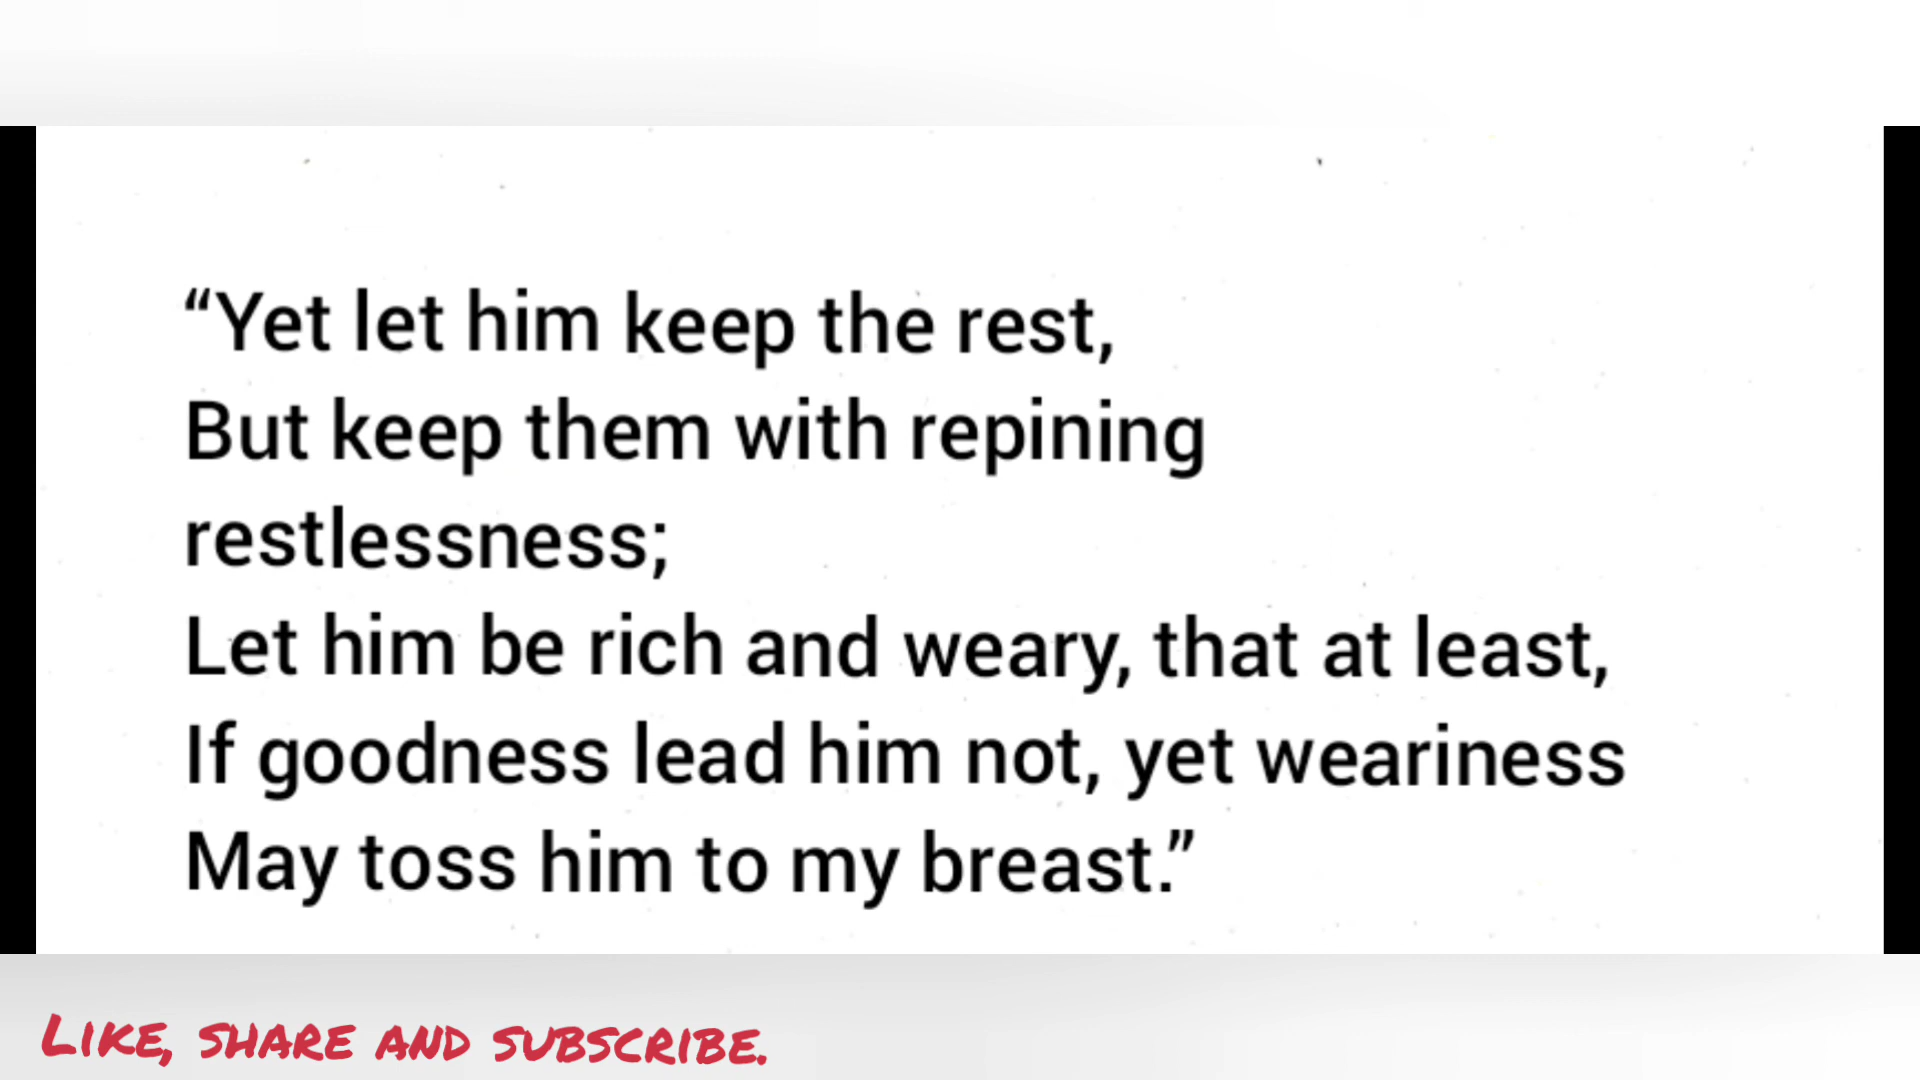 “Yet let him keep the rest,
But keep them with repining
restlessness;
Let him be rich and weary, that at least,
If goodness lead him not, yet weariness
May toss him to my breast.”
Like, share and subscribe.